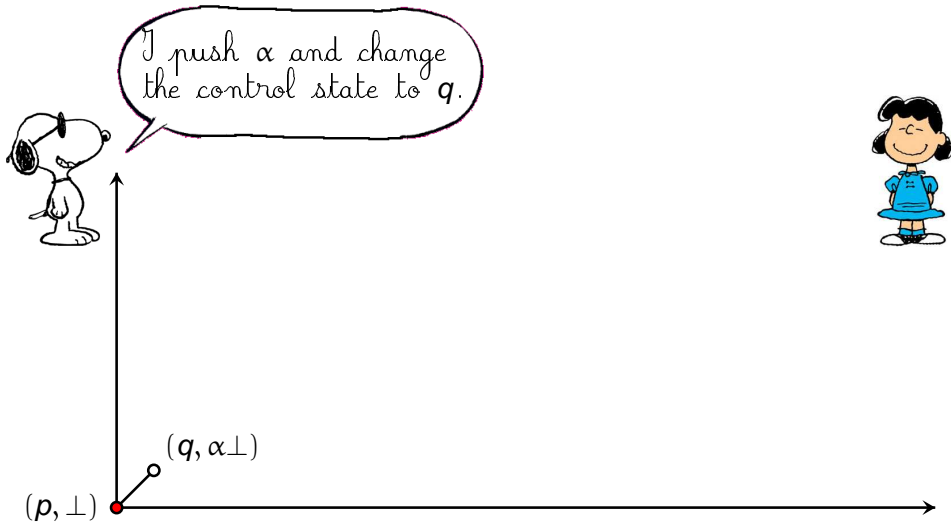 I push α and change
the control state to q.
(q, α⊥)
(p, ⊥)